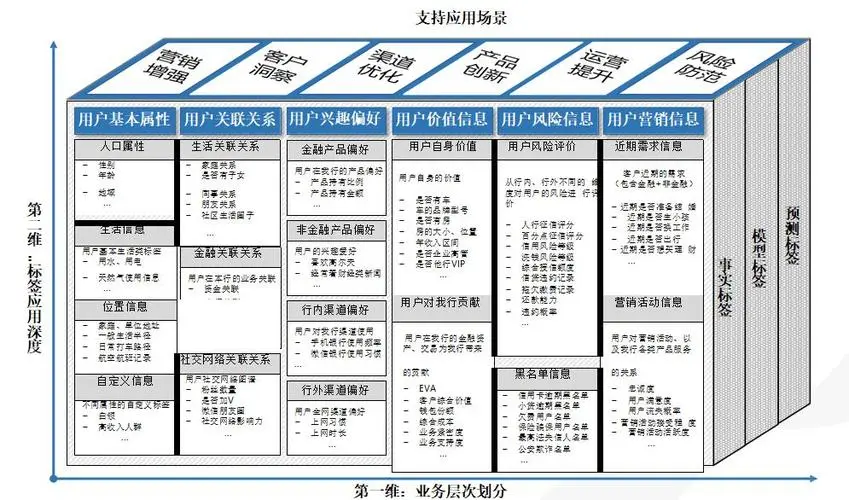 支持应用场景
营销
增强
客户
洞察
渠道
优化
产品
创新
运营
提升
风险
防范
用户基本属性
人口属性
- 性别
- 年龄
- 地域
...
生活信息
用户基本生活类标签
- 用水、用电
- 天然气使用信息
位置信息
- 家庭、单位地址
- 一般生活半径
- 日常打车路径
- 航空航班记录
自定义信息
不同属性的自定义标签
- 白领
- 高收入人群
...
用户关联关系
生活关联关系
- 家庭关系
- 是否有子女
- 同事关系
- 朋友关系
- 社区生活圈子
金融关联关系
用户在本行的业务关联
- 资金关联
社交网络关联关系
用户社交网络图谱
- 粉丝数量
- 是否加V
- 微信朋友圈
- 社交网络影响力
...
用户兴趣偏好
金融产品偏好
用户在我行的产品偏好
- 产品持有比例
- 产品持有金额
...
非金融产品偏好
用户的兴趣爱好
- 喜欢高尔夫
- 经常看财经类新闻
...
行内渠道偏好
用户对我行渠道使用
- 手机银行使用频率
- 微信银行使用习惯
...
行外渠道偏好
用户全网渠道偏好
- 上网习惯
- 上网时长
...
用户价值信息
用户自身价值
用户自身的价值
- 是否有车
- 车的品牌型号
- 是否有房
- 房的大小、位置
- 年收入区间
- 是否企业高管
- 是否他行VIP
...
用户对我行贡献
用户在我行的金融资
产、交易为我行带来
的贡献
- EVA
- 客户综合价值
- 钱包份额
- 综合成本
- 业务紧密度
- 业务支持度
...
用户风险信息
用户风险评价
从行内、行外不同的 维
度对用户的风险进 行评
价
- 人行征信评分
- 百分点征信评分
- 信用风险等级
- 洗钱风险等级
- 综合授信额度
- 信贷违约记录
- 拖欠缴费记录
- 还款能力
- 违约概率
...
黑名单信息
- 信用卡逾期黑名单
- 小贷逾期黑名单
- 欠费用户名单
- 保险骗保用户名单
- 最高法失信人名单
- 公安欺诈名单
...
用户营销信息
近期需求信息
客户近期的需求
（包含金融+非金融）
- 近期是否准备结 婚
- 近期是否生小孩
- 近期是否换工作
- 近期是否出行
- 近期是否想买理 财
...
营销活动信息
用户对营销活动、以
及我行各类产品服务
的关系
- 忠诚度
- 用户满意度
- 用户流失概率
- 营销活动接受程 度
- 营销活动活跃度
...
事实标签
模型标签
预测标签
第二维：标签应用深度
第一维：业务层次划分